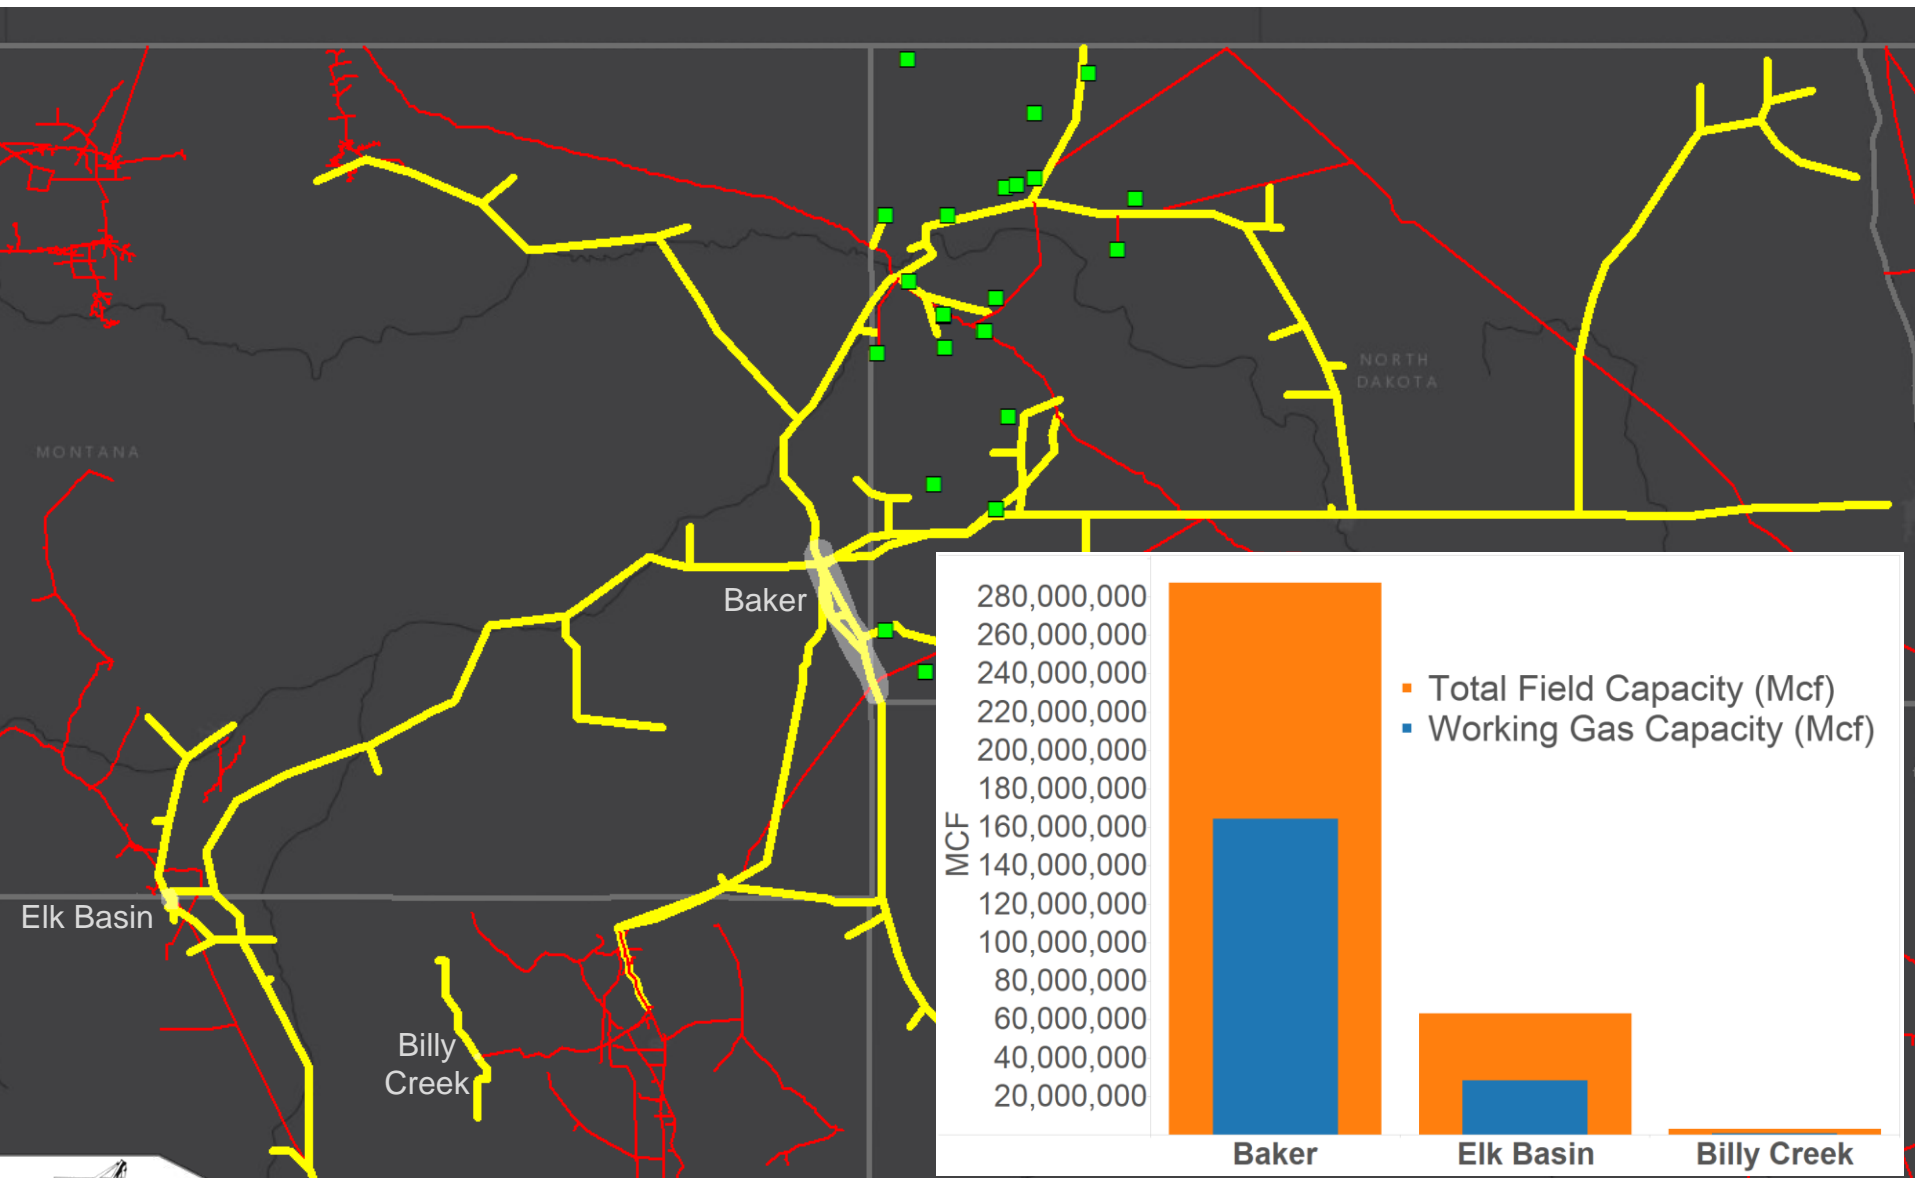 NORTH
DAKOTA
MONTANA
Baker
Elk Basin
Billy
Creek
280,000,000
260,000,000
240,000,000
220,000,000
200,000,000
180,000,000
160,000,000
140,000,000
120,000,000
100,000,000
80,000,000
60,000,000
40,000,000
20,000,000
MCF
Total Field Capacity (Mcf)
Working Gas Capacity (Mcf)
Baker
Elk Basin
Billy Creek